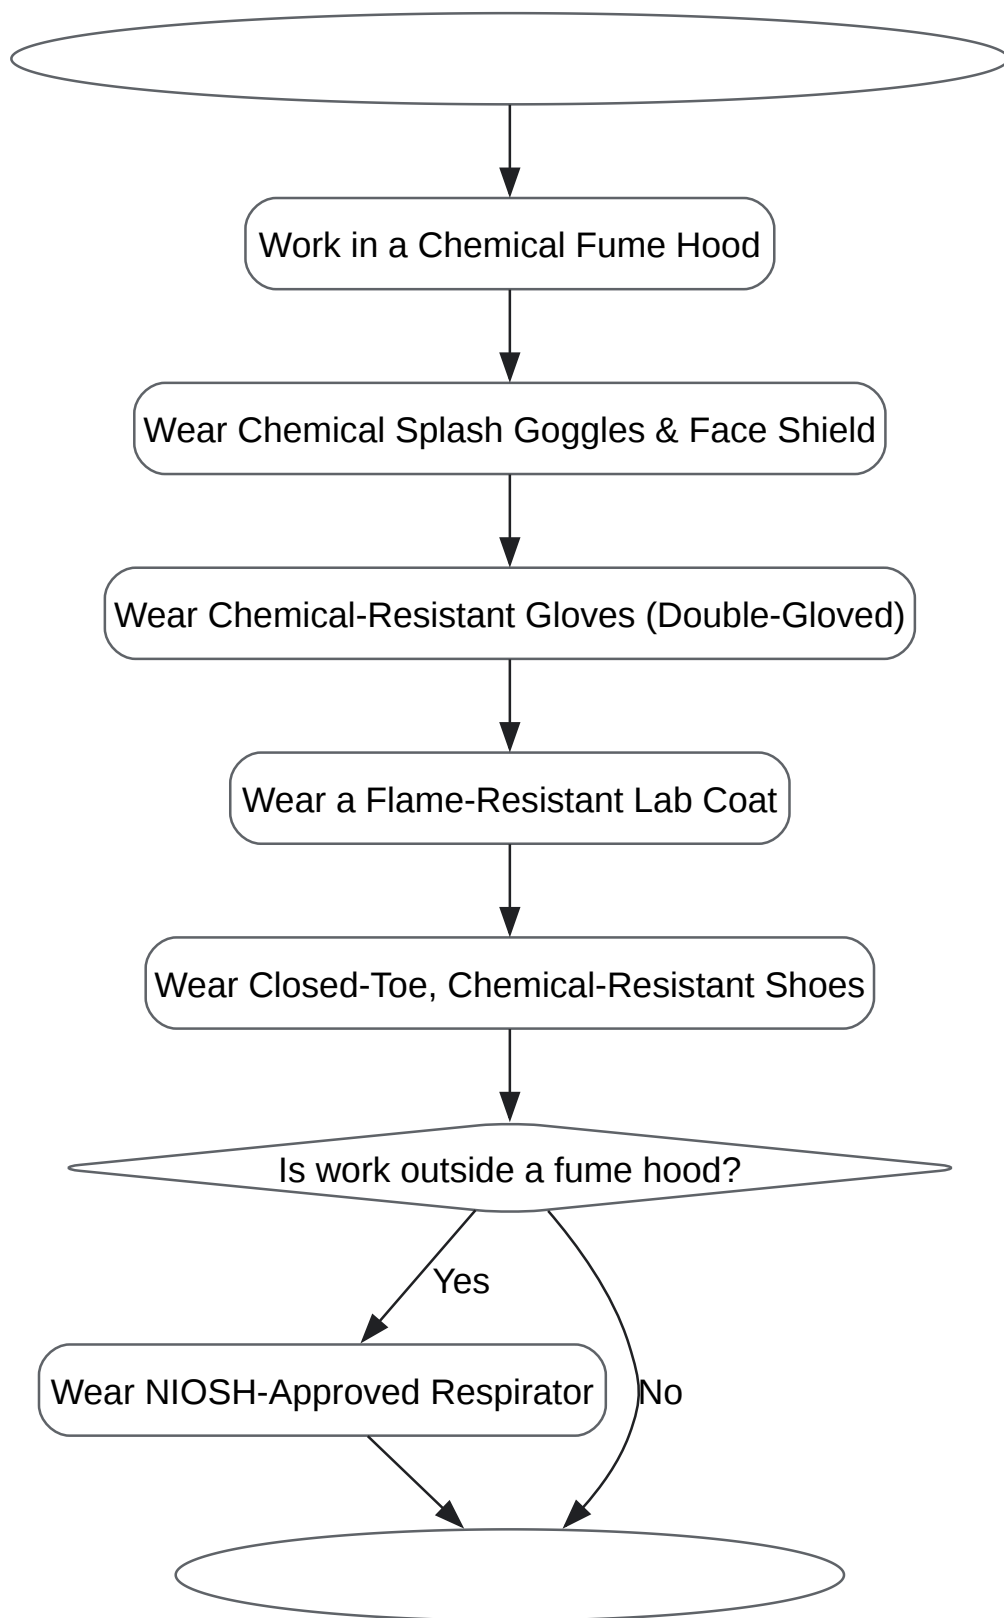 Work in a Chemical Fume Hood
Wear Chemical Splash Goggles & Face Shield
Wear Chemical-Resistant Gloves (Double-Gloved)
Wear a Flame-Resistant Lab Coat
Wear Closed-Toe, Chemical-Resistant Shoes
Is work outside a fume hood?
Yes
Wear NIOSH-Approved Respirator
No